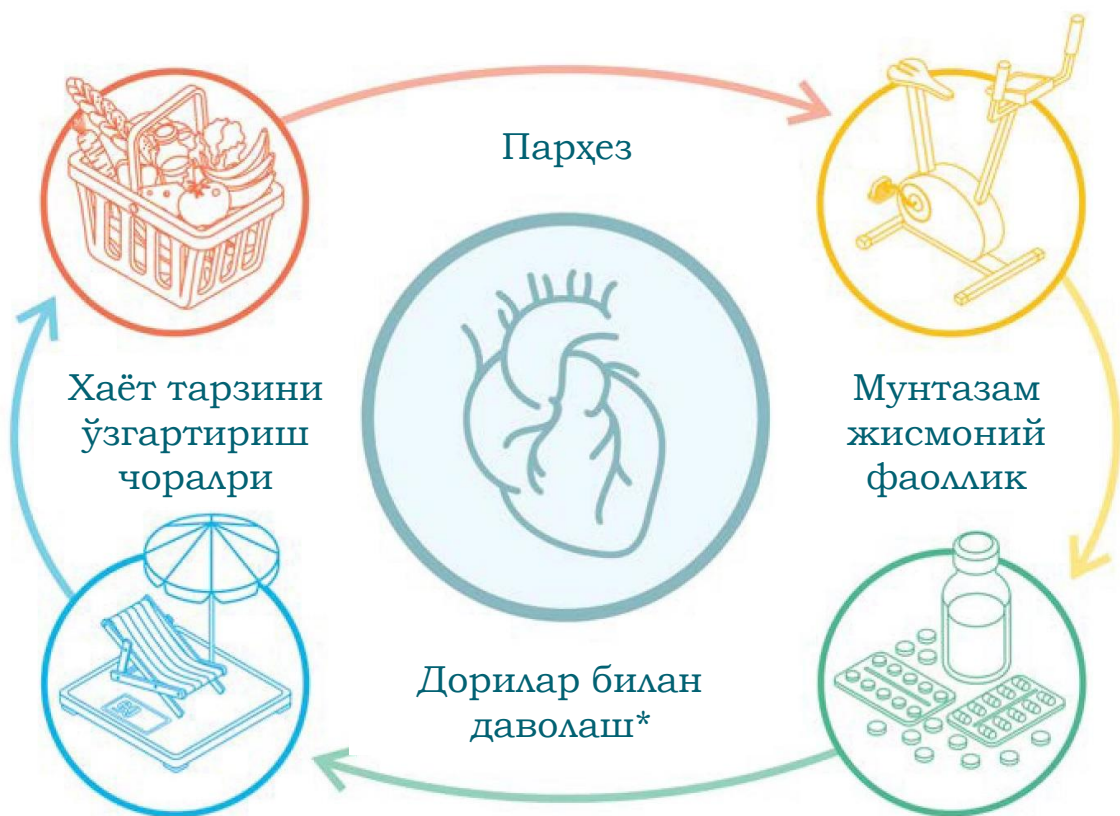 Парҳез
Хаёт тарзини
ўзгартириш
чоралри
Мунтазам
жисмоний
фаоллик
Дорилар билан
даволаш*